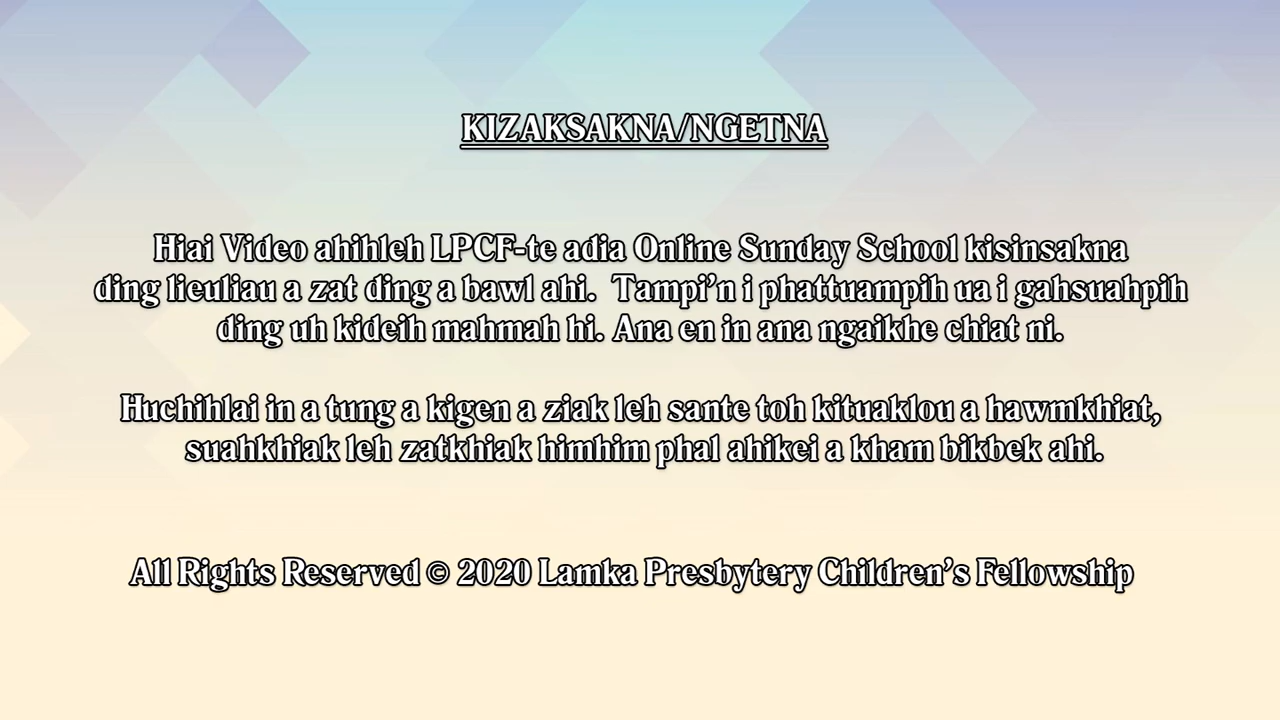 KIZAKSAKNA/NGETNA
Hiai Video ahihleh LPCF-te adia Online Sunday School kisinsakna
ding lieuliau a zat ding a bawl ahi. Tampi'n i phattuampih ua i gahsuahpih
ding uh kideih mahmah hi. Ana en in ana ngaikhe chiat ni.
Huchihlai in a tung a kigen a ziak leh sante toh kituaklou a hawmkhiat,
suahkhiak leh zatkhiak himhim phal ahikei a kham bikbek ahi.
All Rights Reserved © 2020 Lamka Presbytery Children's Fellowship